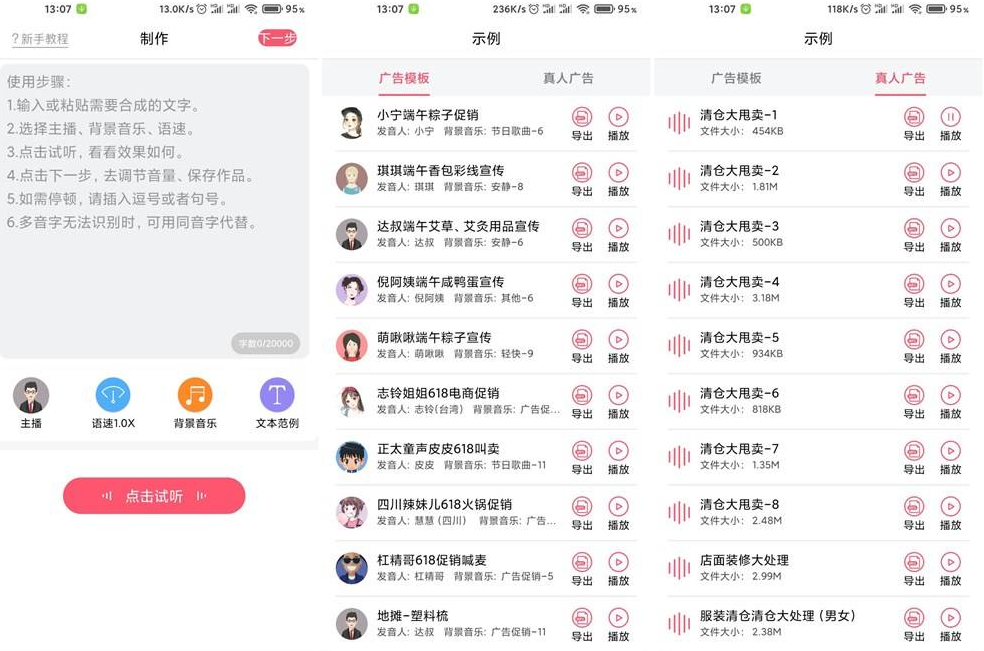 13:07
13.0K/s
95%
?新手教程
制作
下一步
使用步骤:
1.输入或粘贴需要合成的文字。
2.选择主播、背景音乐、语速。
3.点击试听，看看效果如何。
4.点击下一步，去调节音量、保存作品。
5.如需停顿，请插入逗号或者句号。
6.多音字无法识别时，可用同音字代替。
字数0/20000
主播
语速1.0X
背景音乐
文本范例
点击试听
13:07
236K/s
95%
示例
广告模板
真人广告
小宁端午粽子促销
发音人: 小宁 背景音乐: 节日歌曲-6
导出
播放
琪琪端午香包彩线宣传
发音人: 琪琪 背景音乐: 安静-8
导出
播放
达叔端午艾草、艾灸用品宣传
发音人: 达叔 背景音乐: 安静-6
导出
播放
倪阿姨端午咸鸭蛋宣传
发音人: 倪阿姨 背景音乐: 其他-6
导出
播放
萌啾啾端午粽子宣传
发音人: 萌啾啾 背景音乐: 轻快-9
导出
播放
志铃姐姐618电商促销
发音人: 志铃(台湾) 背景音乐: 广告促...
导出
播放
正太童声皮皮618叫卖
发音人: 皮皮 背景音乐: 节日歌曲-11
导出
播放
四川辣妹儿618火锅促销
发音人: 慧慧 (四川) 背景音乐: 广告...
导出
播放
杠精哥618促销喊麦
发音人: 杠精哥 背景音乐: 广告促销-5
导出
播放
地摊-塑料梳
发音人: 达叔 背景音乐: 广告促销-11
导出
播放
13:07
118K/s
95%
示例
广告模板
真人广告
清仓大甩卖-1
文件大小: 454KB
导出
播放
清仓大甩卖-2
文件大小: 1.81M
导出
播放
清仓大甩卖-3
文件大小: 500KB
导出
播放
清仓大甩卖-4
文件大小: 3.18M
导出
播放
清仓大甩卖-5
文件大小: 934KB
导出
播放
清仓大甩卖-6
文件大小: 818KB
导出
播放
清仓大甩卖-7
文件大小: 1.35M
导出
播放
清仓大甩卖-8
文件大小: 2.48M
导出
播放
店面装修大处理
文件大小: 2.99M
导出
播放
服装清仓清仓大处理 (男女)
文件大小: 2.38M
导出
播放